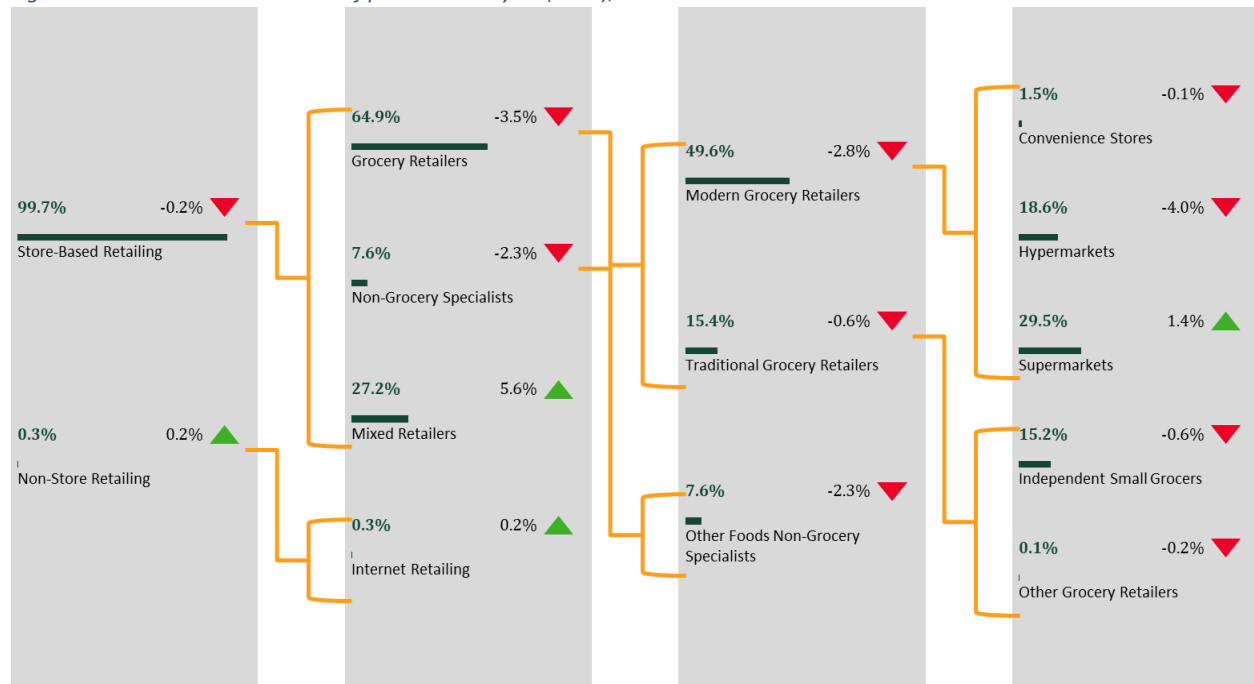 99.7% -0.2%
Store-Based Retailing
0.3% 0.2%
Non-Store Retailing
64.9% -3.5%
Grocery Retailers
7.6% -2.3%
Non-Grocery Specialists
27.2% 5.6%
Mixed Retailers
0.3% 0.2%
Internet Retailing
49.6% -2.8%
Modern Grocery Retailers
15.4% -0.6%
Traditional Grocery Retailers
7.6% -2.3%
Other Foods Non-Grocery
Specialists
1.5% -0.1%
Convenience Stores
18.6% -4.0%
Hypermarkets
29.5% 1.4%
Supermarkets
15.2% -0.6%
Independent Small Grocers
0.1% -0.2%
Other Grocery Retailers